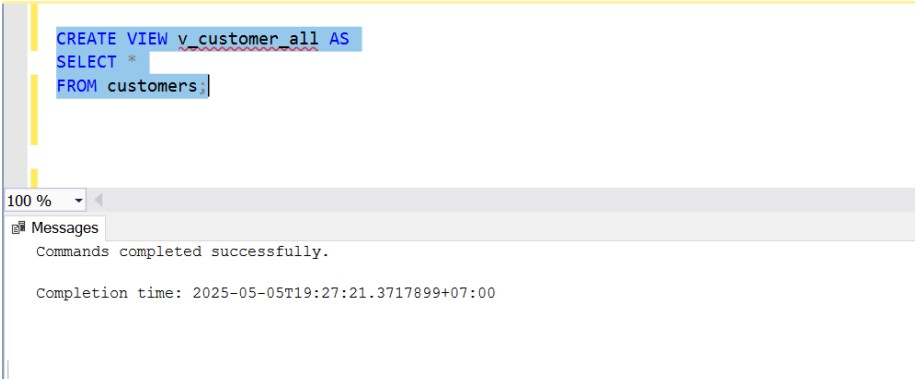 CREATE VIEW v_customer_all AS
SELECT *
FROM customers;
100 %
Messages
Commands completed successfully.
Completion time: 2025-05-05T19:27:21.3717899+07:00